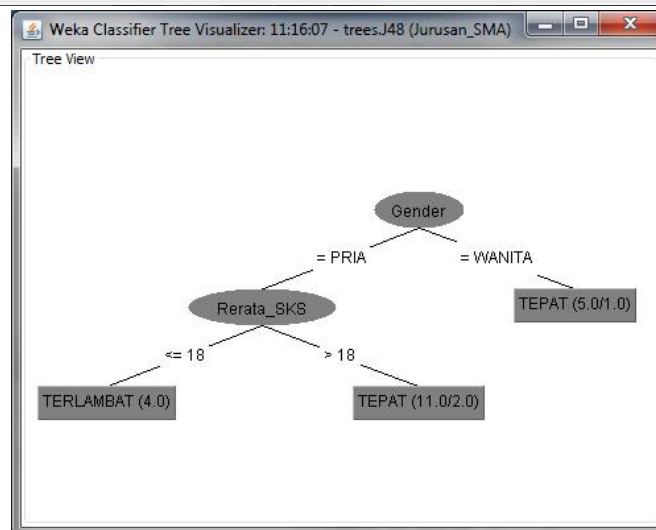 Weka Classifier Tree Visualizer: 11:16:07 - trees.J48 (Jurusan_SMA)
Tree View
Gender
= PRIA
= WANITA
Rerata_SKS
TEPAT (5.0/1.0)
<= 18
> 18
TERLAMBAT (4.0)
TEPAT (11.0/2.0)